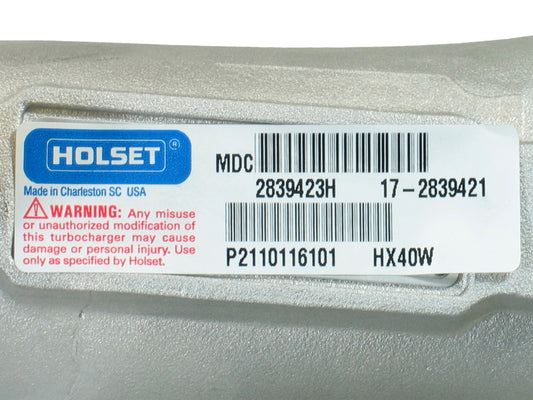 HOLSET ®
Made in Charleston SC USA
⚠ WARNING: Any misuse
or unauthorized modification of
this turbocharger may cause
damage or personal injury. Use
only as specified by Holset.
MDC
2839423H 17-2839421
P2110116101 HX40W